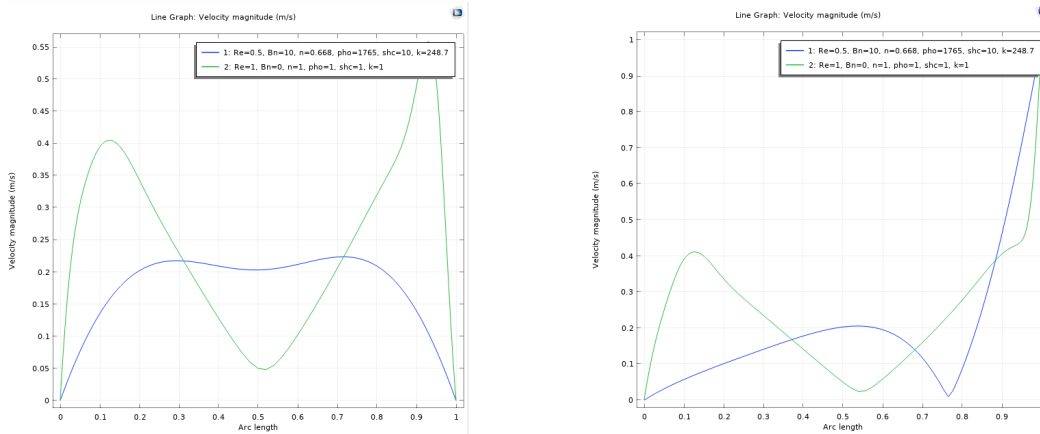 Line Graph: Velocity magnitude (m/s)
1: Re=0.5, Bn=10, n=0.668, pho=1765, shc=10, k=248.7
2: Re=1, Bn=0, n=1, pho=1, shc=1, k=1
Velocity magnitude (m/s)
0.55
0.5
0.45
0.4
0.35
0.3
0.25
0.2
0.15
0.1
0.05
0
0 0.1 0.2 0.3 0.4 0.5 0.6 0.7 0.8 0.9 1
Arc length
Line Graph: Velocity magnitude (m/s)
1: Re=0.5, Bn=10, n=0.668, pho=1765, shc=10, k=248.7
2: Re=1, Bn=0, n=1, pho=1, shc=1, k=1
Velocity magnitude (m/s)
1
0.9
0.8
0.7
0.6
0.5
0.4
0.3
0.2
0.1
0
0 0.1 0.2 0.3 0.4 0.5 0.6 0.7 0.8 0.9
Arc length